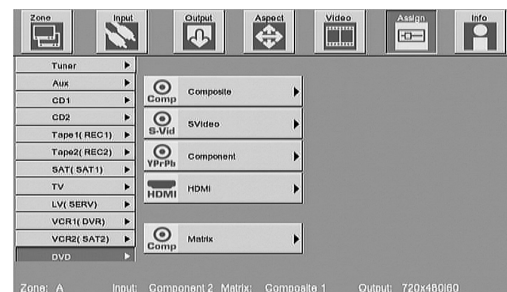 Zone Input Output Aspect Video Assign Info
Tuner
Aux
CD1
CD2
Tape1( REC1)
Tape2( REC2)
SAT( SAT1)
TV
LV( SERV)
VCR1( DVR)
VCR2( SAT2)
DVD
Comp Composite
S-Vid SVideo
YPrPb Component
HDMI HDMI
Comp Matrix
Zone: A Input: Component 2 Matrix: Composite 1 Output: 720x480i60